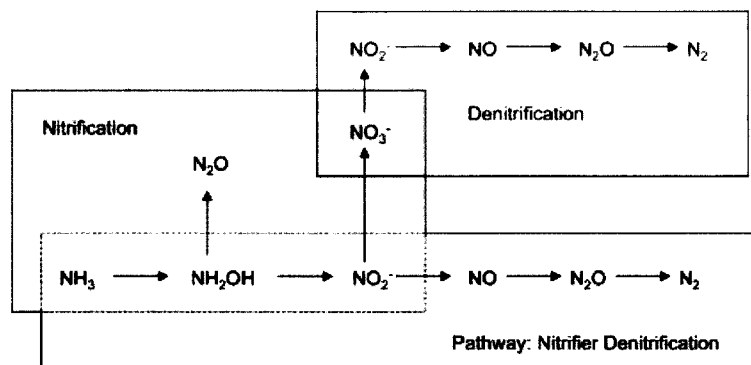 NO₂⁻ → NO → N₂O → N₂
Nitrification
Denitrification
NO₃⁻
N₂O
NH₃ → NH₂OH → NO₂⁻ → NO → N₂O → N₂
Pathway: Nitrifier Denitrification